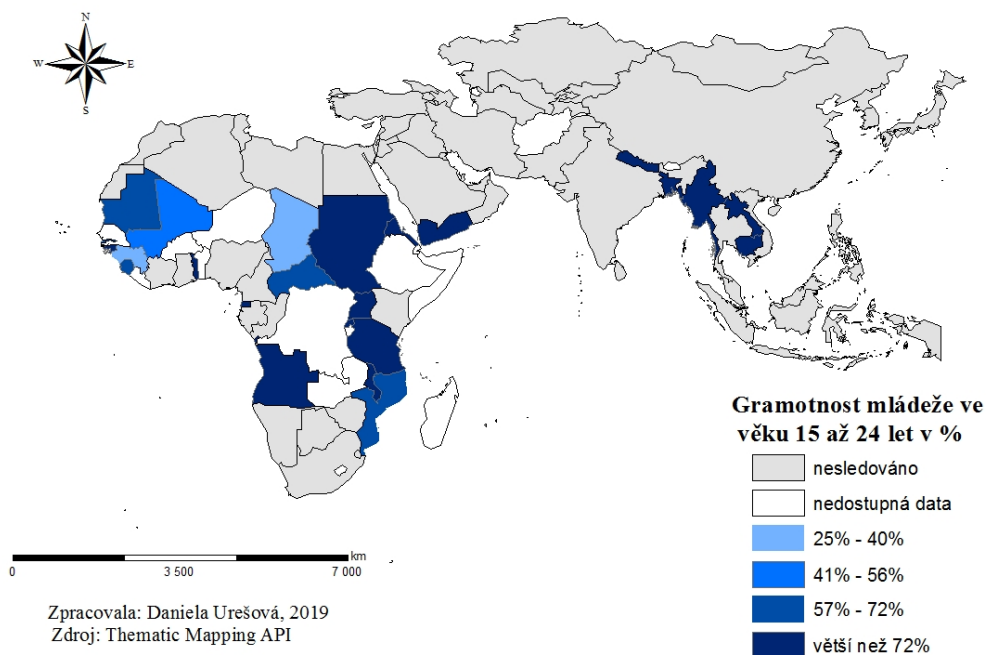 N
W
E
S
Gramotnost mládeže ve
věku 15 až 24 let v %
nesledováno
nedostupná data
25% - 40%
41% - 56%
57% - 72%
větší než 72%
km
0
3 500
7 000
Zpracovala: Daniela Urešová, 2019
Zdroj: Thematic Mapping API